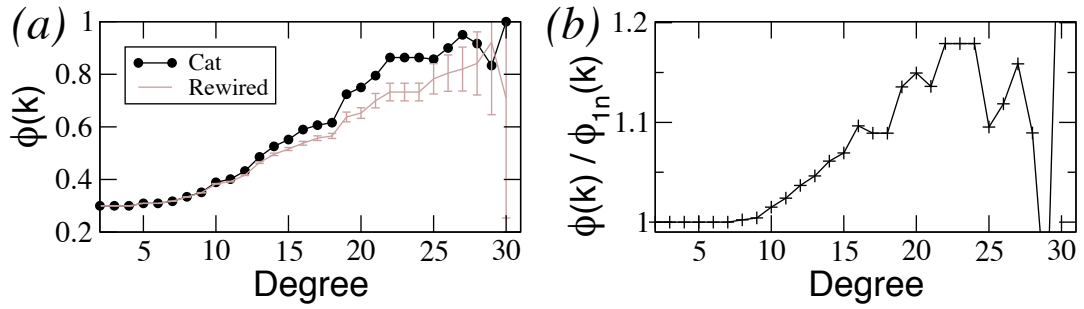 (a)
1
0.8
0.6
0.4
0.2
ϕ(k)
Cat
Rewired
5 10 15 20 25 30
Degree
(b)
1.2
1.1
1
ϕ(k) / ϕ1n(k)
5 10 15 20 25 30
Degree